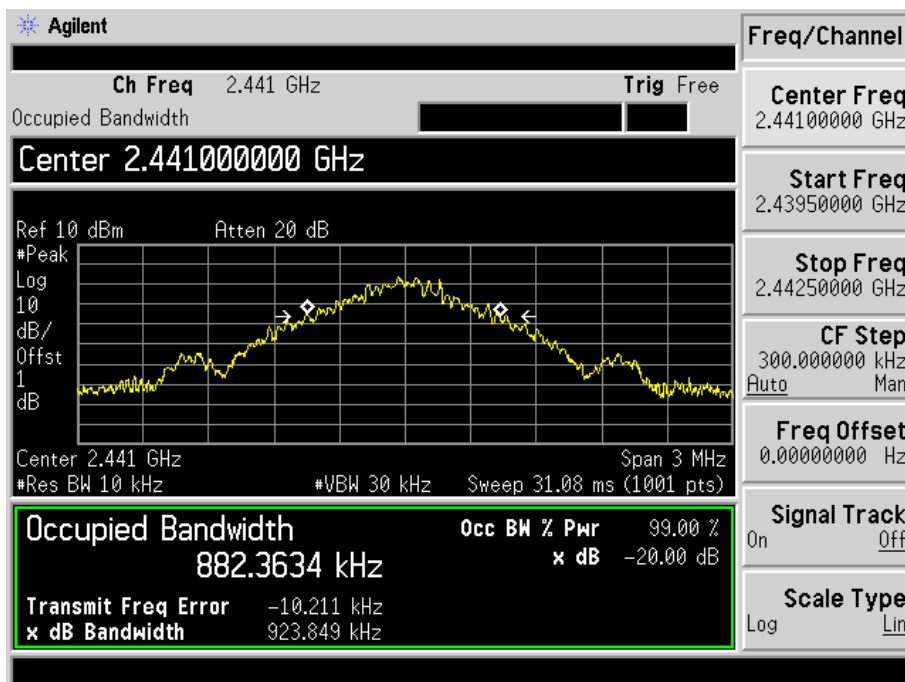 Agilent
Freq/Channel
Ch Freq 2.441 GHz Trig Free
Occupied Bandwidth
Center 2.441000000 GHz
Ref 10 dBm Atten 20 dB
#Peak
Log
10
dB/
Offst
1
dB
Center 2.441 GHz Span 3 MHz
#Res BW 10 kHz #VBW 30 kHz Sweep 31.08 ms (1001 pts)
Occupied Bandwidth Occ BW % Pwr 99.00 %
882.3634 kHz x dB -20.00 dB
Transmit Freq Error -10.211 kHz
x dB Bandwidth 923.849 kHz
Center Freq
2.44100000 GHz
Start Freq
2.43950000 GHz
Stop Freq
2.44250000 GHz
CF Step
300.000000 kHz
Auto Man
Freq Offset
0.00000000 Hz
Signal Track
On Off
Scale Type
Log Lin